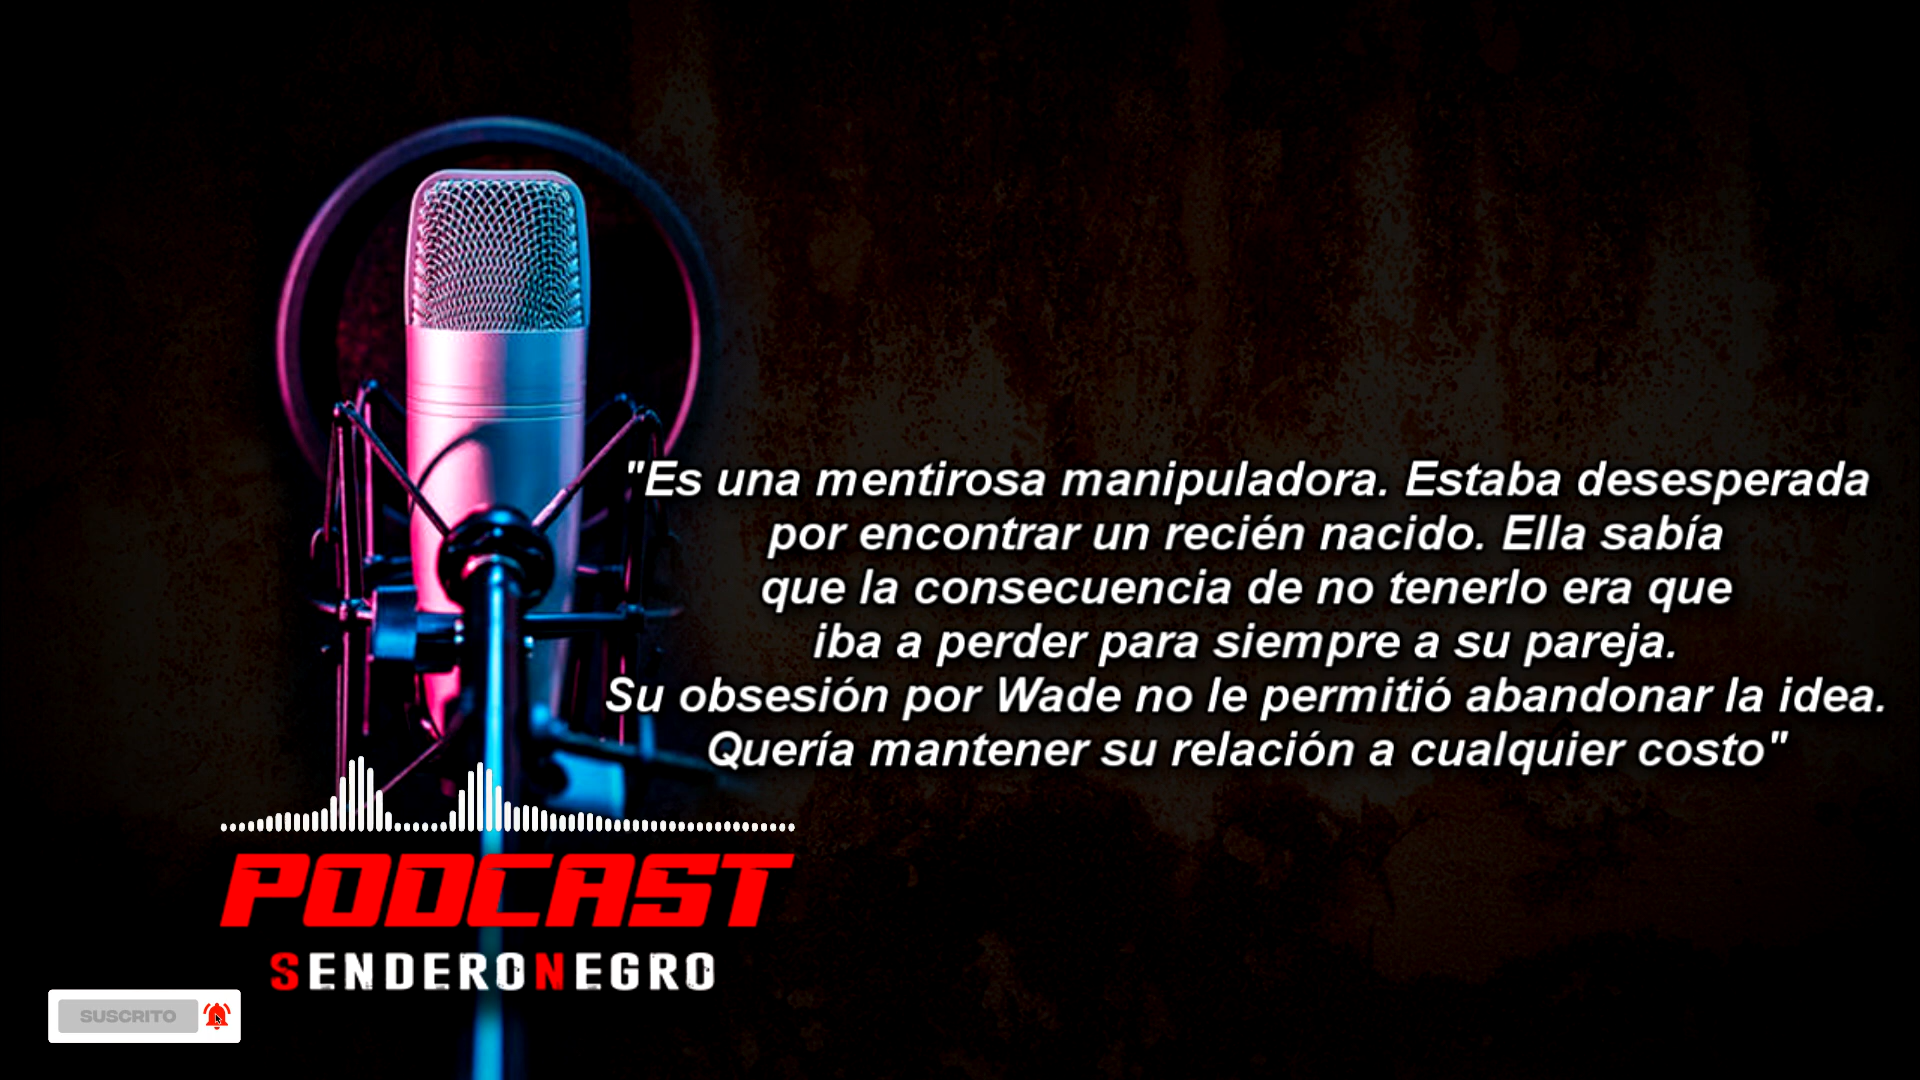 "Es una mentirosa manipuladora. Estaba desesperada
por encontrar un recién nacido. Ella sabía
que la consecuencia de no tenerlo era que
iba a perder para siempre a su pareja.
Su obsesión por Wade no le permitió abandonar la idea.
Quería mantener su relación a cualquier costo"
PODCAST
SENDERONEGRO
SUSCRITO